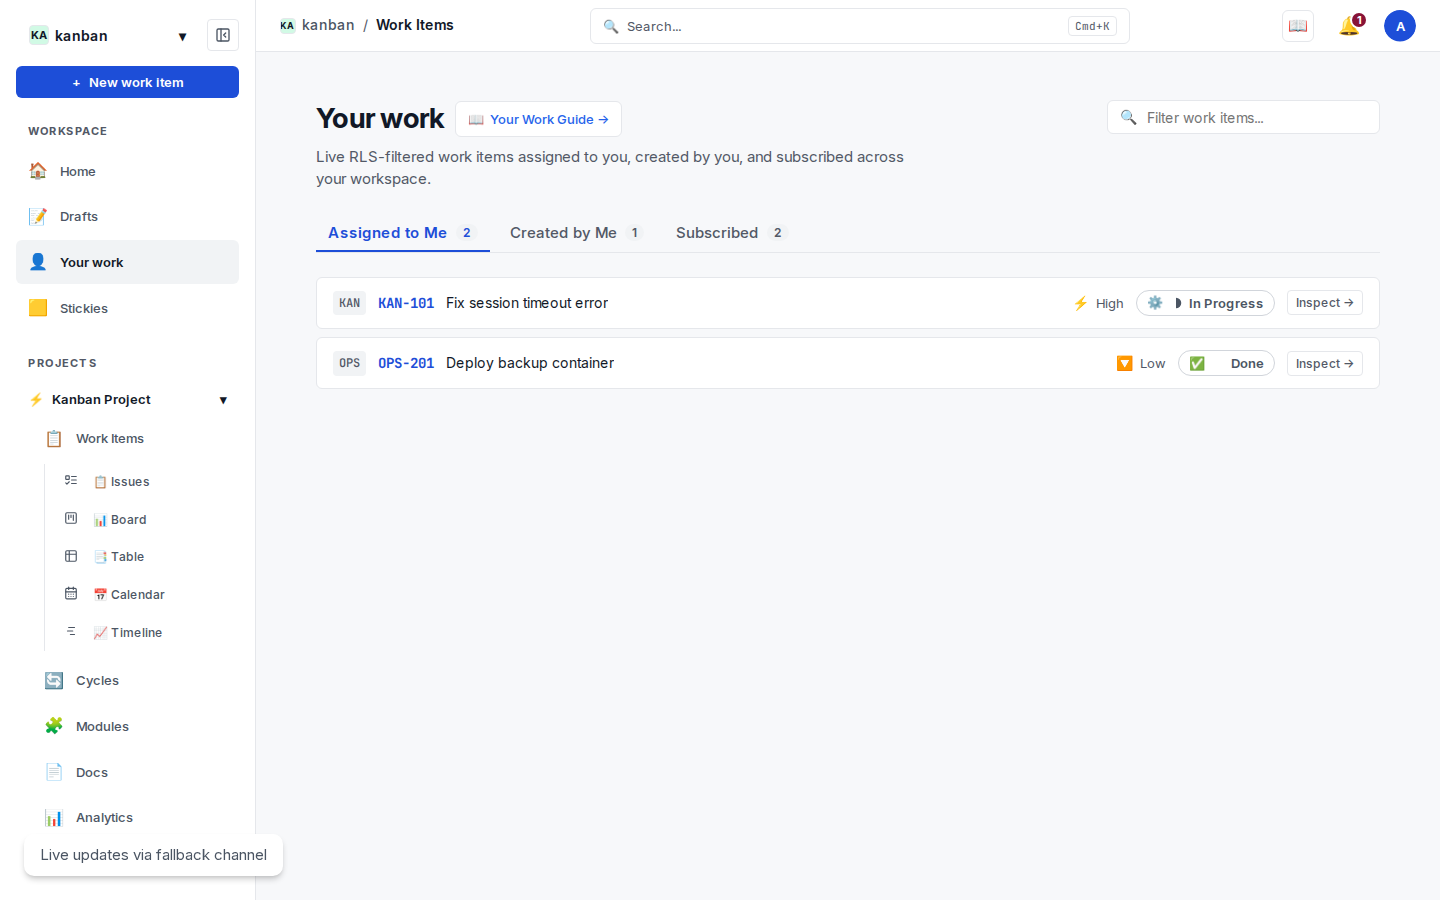 KA kanban ▾
+ New work item
WORKSPACE
Home
Drafts
Your work
Stickies
PROJECTS
Kanban Project ▾
Work Items
Issues
Board
Table
Calendar
Timeline
Cycles
Modules
Docs
Analytics
Live updates via fallback channel
KA kanban / Work Items
Search...
Cmd+K
1
A
Your work
Your Work Guide →
Filter work items...
Live RLS-filtered work items assigned to you, created by you, and subscribed across
your workspace.
Assigned to Me 2
Created by Me 1
Subscribed 2
KAN KAN-101 Fix session timeout error High In Progress Inspect →
OPS OPS-201 Deploy backup container Low Done Inspect →